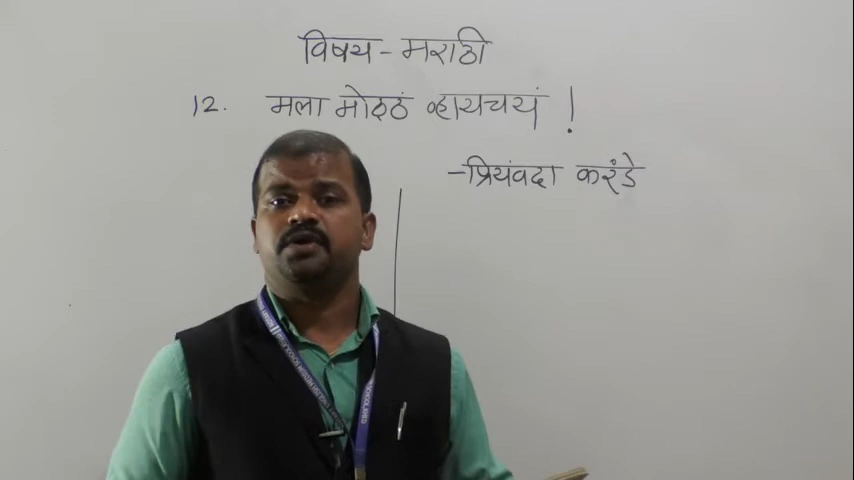 विषय - मराठी
12. मला मोठ्ठं व्हायचयं !
- प्रियंवदा करंडे